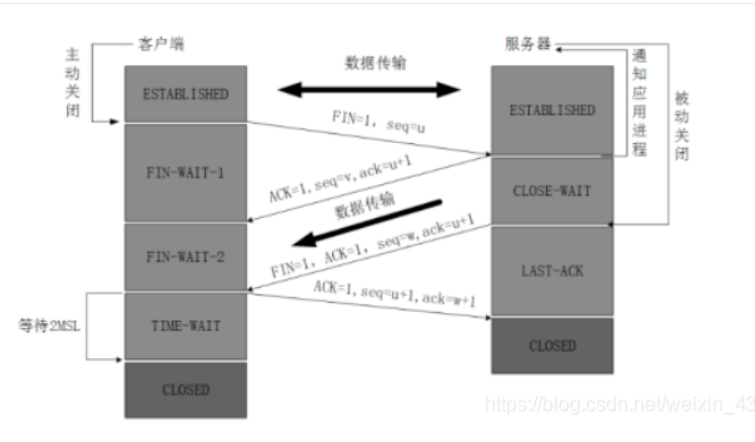 客户端
服务器
主动关闭
数据传输
通知应用进程
被动关闭
ESTABLISHED
ESTABLISHED
FIN=1, seq=u
FIN-WAIT-1
ACK=1,seq=v,ack=u+1
CLOSE-WAIT
数据传输
FIN-WAIT-2
FIN=1, ACK=1, seq=w,ack=u+1
LAST-ACK
ACK=1,seq=u+1,ack=w+1
等待2MSL
TIME-WAIT
CLOSED
CLOSED
https://blog.csdn.net/weixin_43